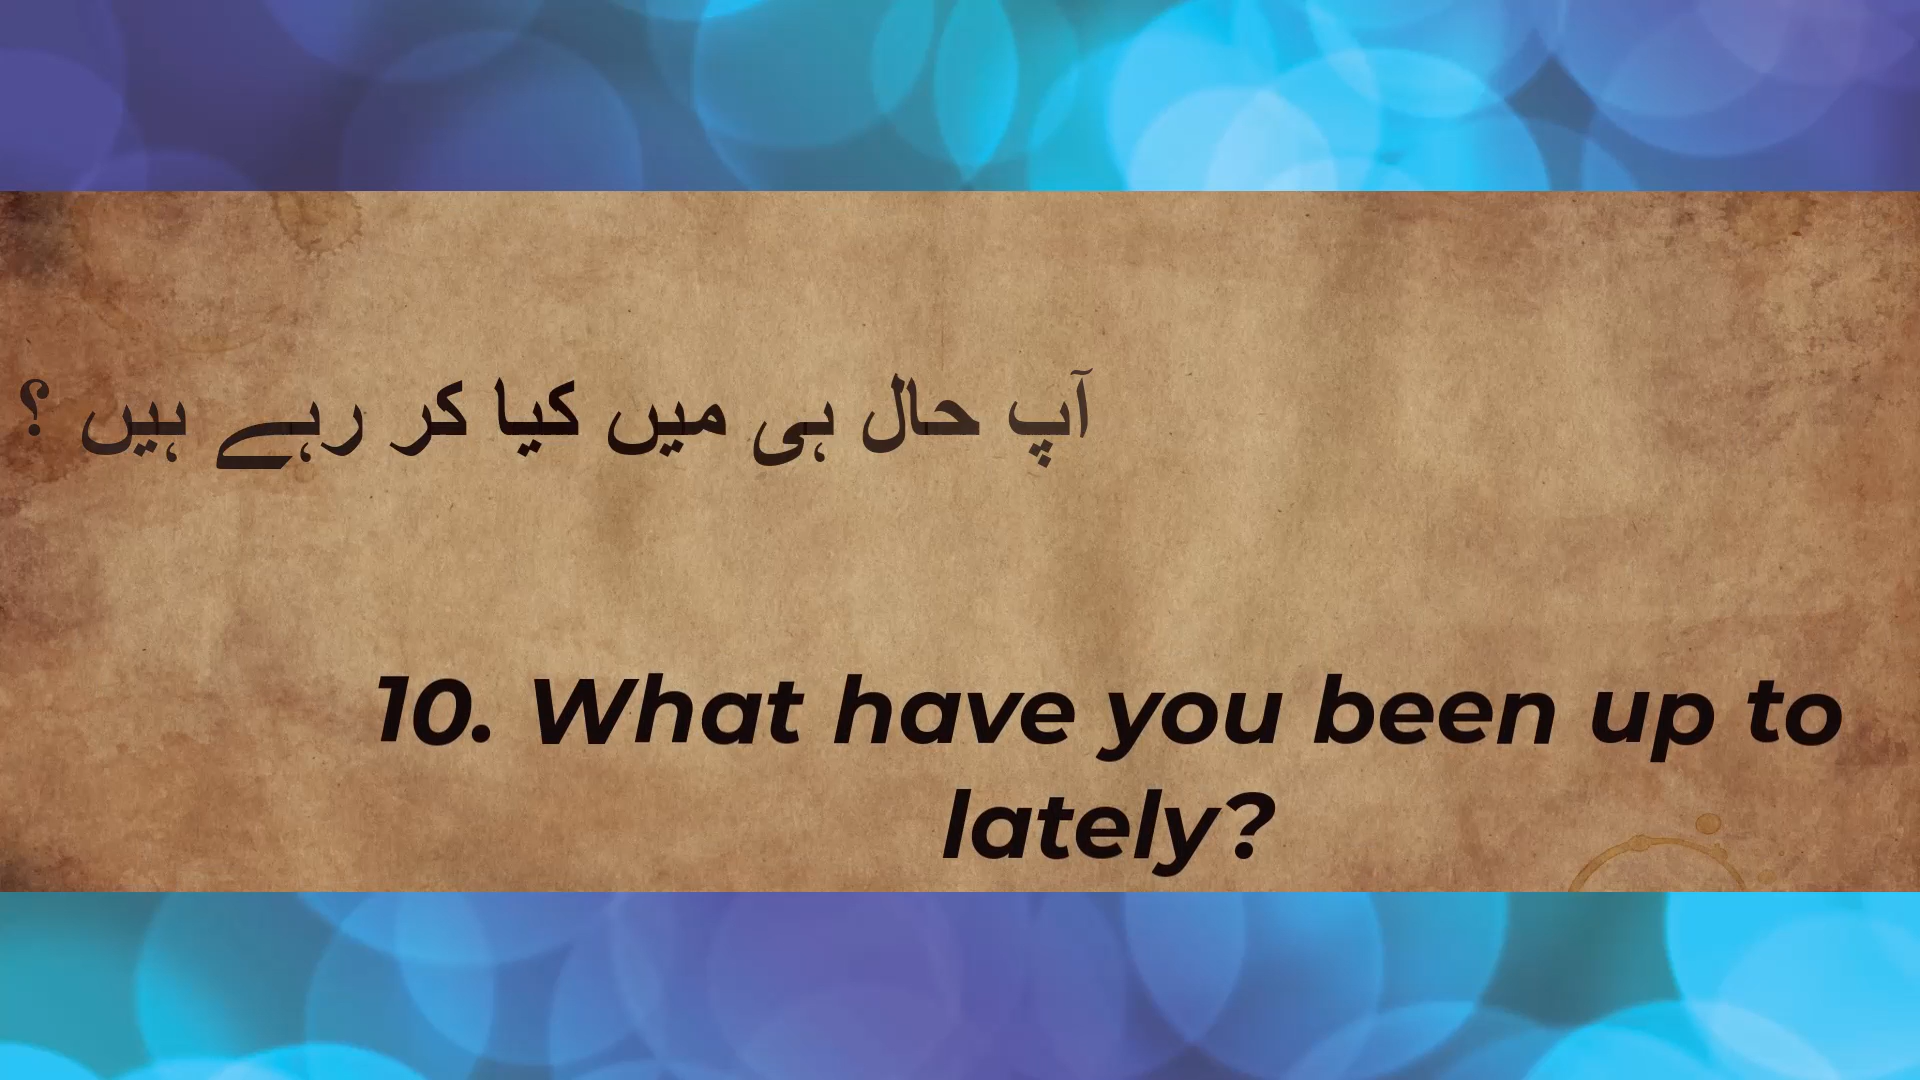 آپ حال ہی میں کیا کر رہے ہیں ؟
10. What have you been up to
lately?